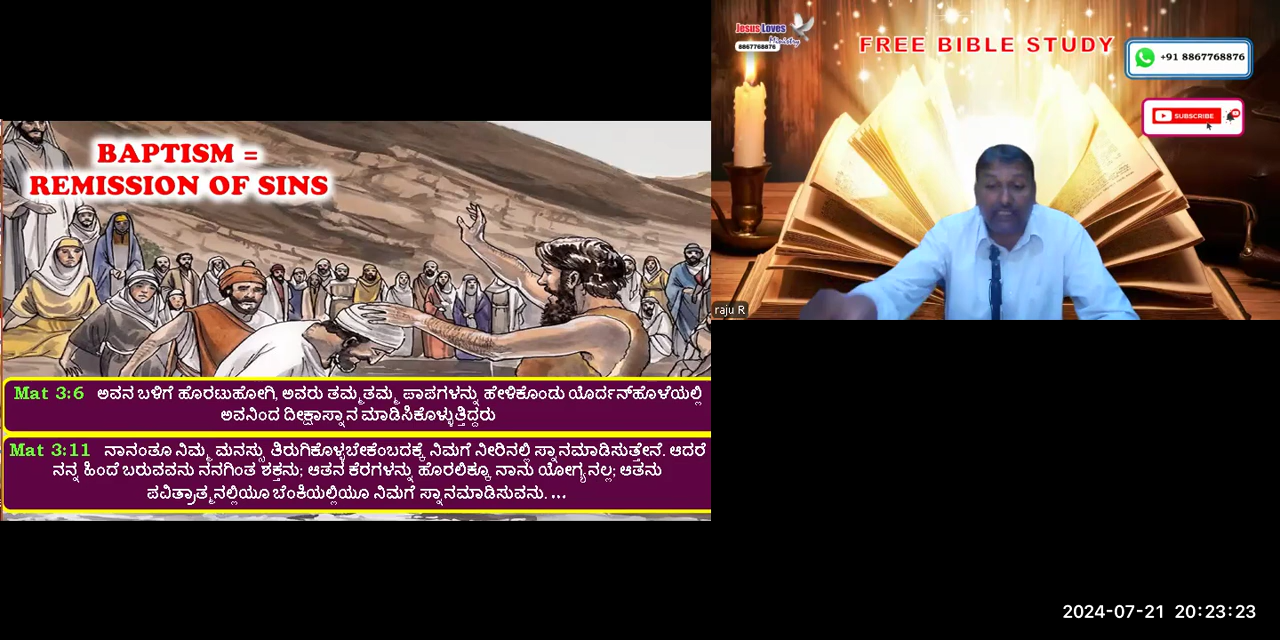 BAPTISM =
REMISSION OF SINS
Mat 3:6 ಅವನ ಬಳಿಗೆ ಹೊರಟುಹೋಗಿ, ಅವರು ತಮ್ಮ ತಮ್ಮ ಪಾಪಗಳನ್ನು ಹೇಳಿಕೊಂಡು ಯೊರ್ದನ್‌ಹೊಳೆಯಲ್ಲಿ
ಅವನಿಂದ ದೀಕ್ಷಾಸ್ನಾನ ಮಾಡಿಸಿಕೊಳ್ಳುತ್ತಿದ್ದರು
Mat 3:11 ನಾನಂತೂ ನಿಮ್ಮ ಮನಸ್ಸು ತಿರುಗಿಕೊಳ್ಳಬೇಕೆಂಬದಕ್ಕೆ ನಿಮಗೆ ನೀರಿನಲ್ಲಿ ಸ್ನಾನಮಾಡಿಸುತ್ತೇನೆ. ಆದರೆ
ನನ್ನ ಹಿಂದೆ ಬರುವವನು ನನಗಿಂತ ಶಕ್ತನು; ಆತನ ಕೆರಗಳನ್ನು ಹೊರಲಿಕ್ಕೂ ನಾನು ಯೋಗ್ಯನಲ್ಲ; ಆತನು
ಪವಿತ್ರಾತ್ಮನಲ್ಲಿಯೂ ಬೆಂಕಿಯಲ್ಲಿಯೂ ನಿಮಗೆ ಸ್ನಾನಮಾಡಿಸುವನು. ...
Jesus Loves
Ministry
8867768876
FREE BIBLE STUDY
+91 8867768876
SUBSCRIBE
raju R
2024-07-21 20:23:23